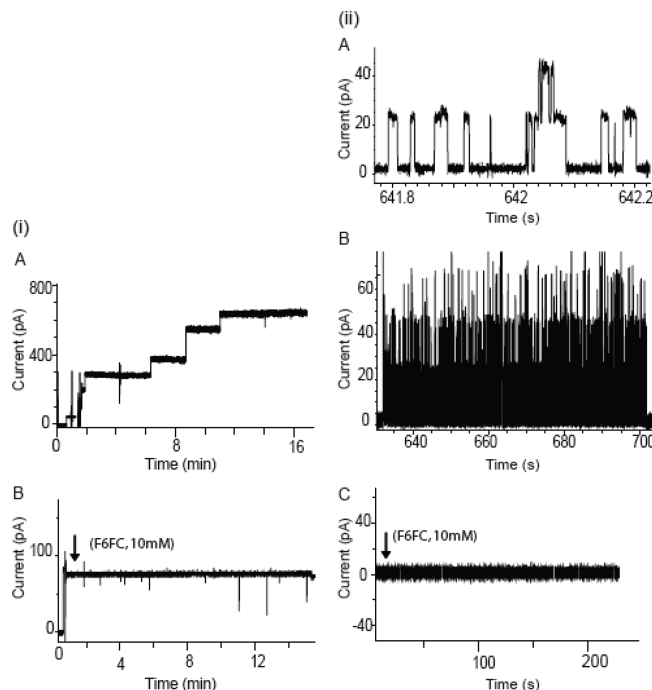 (ii)
A
Current (pA)
40
20
0
641.8
642
642.2
Time (s)
(i)
A
Current (pA)
800
400
0
0
8
16
Time (min)
B
Current (pA)
60
40
20
0
640
660
680
700
Time (s)
B
Current (pA)
100
0
(F6FC, 10mM)
0
4
8
12
Time (min)
C
Current (pA)
40
0
-40
(F6FC, 10mM)
100
200
Time (s)